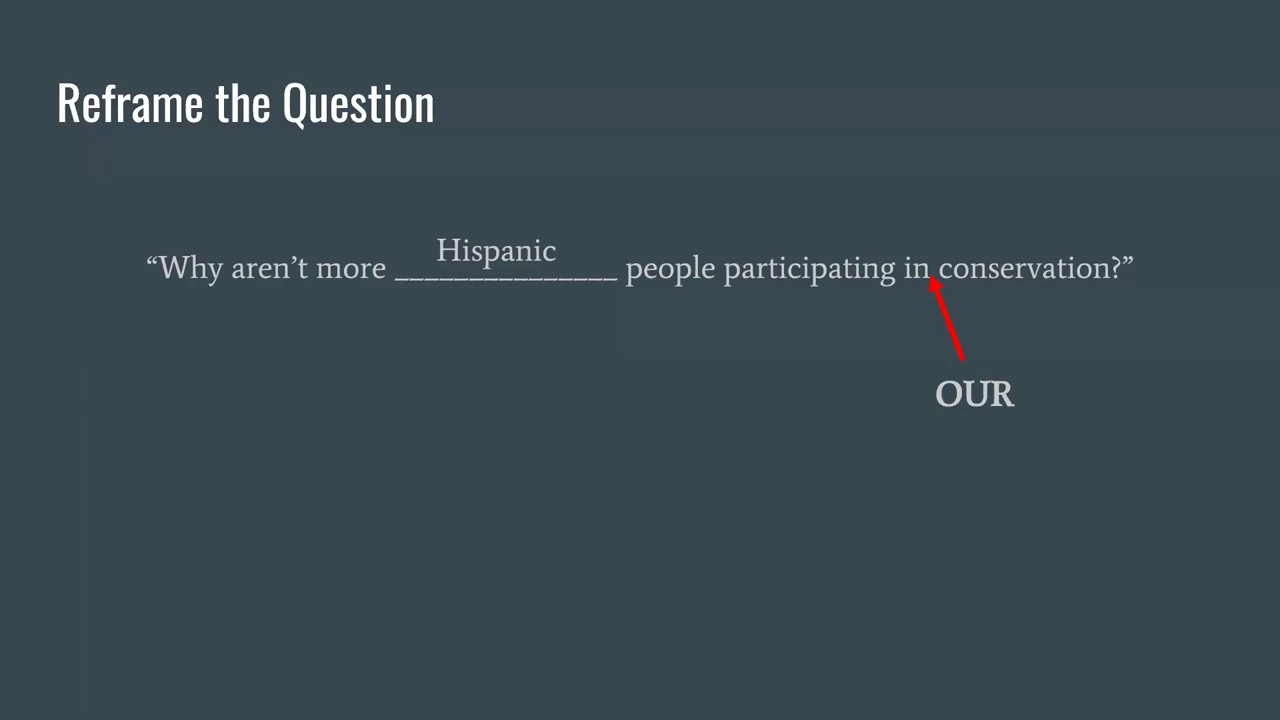 Reframe the Question
Hispanic
“Why aren’t more _______________ people participating in conservation?”
OUR